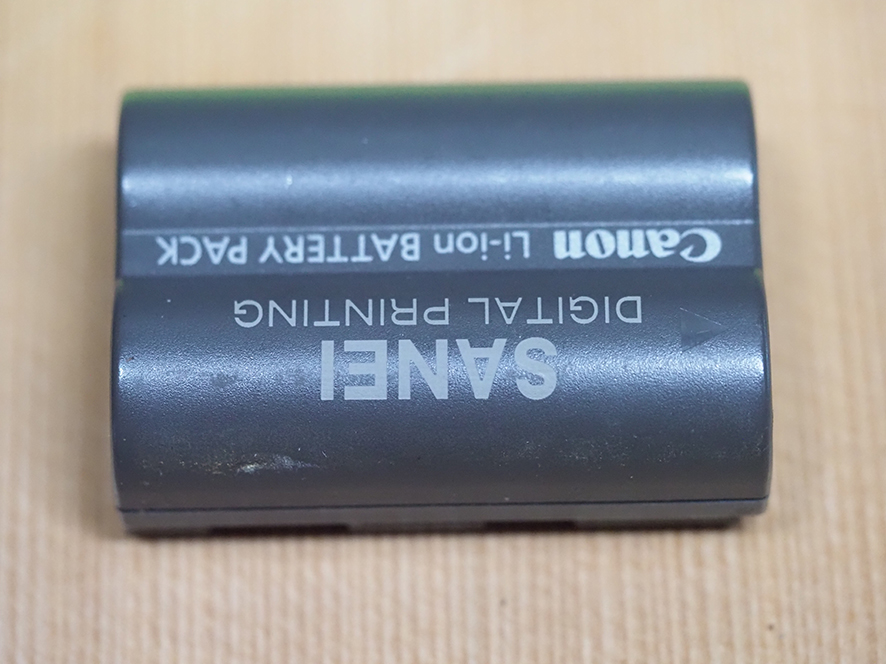 SANEI
DIGITAL PRINTING
Canon Li-ion BATTERY PACK